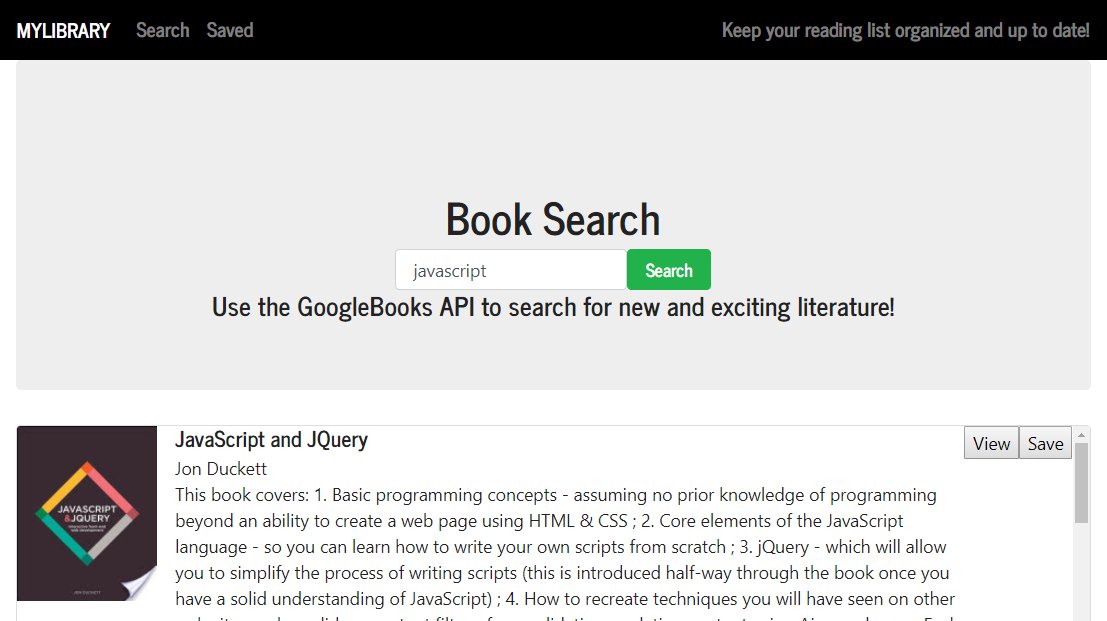 MYLIBRARY Search Saved Keep your reading list organized and up to date!
Book Search
javascript Search
Use the GoogleBooks API to search for new and exciting literature!
JavaScript and JQuery View Save
Jon Duckett
This book covers: 1. Basic programming concepts - assuming no prior knowledge of programming
beyond an ability to create a web page using HTML & CSS ; 2. Core elements of the JavaScript
language - so you can learn how to write your own scripts from scratch ; 3. jQuery - which will allow
you to simplify the process of writing scripts (this is introduced half-way through the book once you
have a solid understanding of JavaScript) ; 4. How to recreate techniques you will have seen on other
JAVASCRIPT
&JQUERY
JON DUCKETT